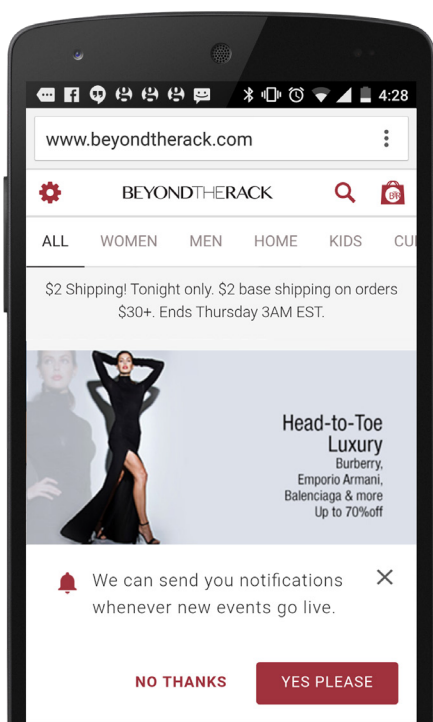 4:28
www.beyondtherack.com
BEYONDTHERACK
ALL WOMEN MEN HOME KIDS CU
$2 Shipping! Tonight only. $2 base shipping on orders
$30+. Ends Thursday 3AM EST.
Head-to-Toe
Luxury
Burberry,
Emporio Armani,
Balenciaga & more
Up to 70%off
We can send you notifications
whenever new events go live.
NO THANKS YES PLEASE